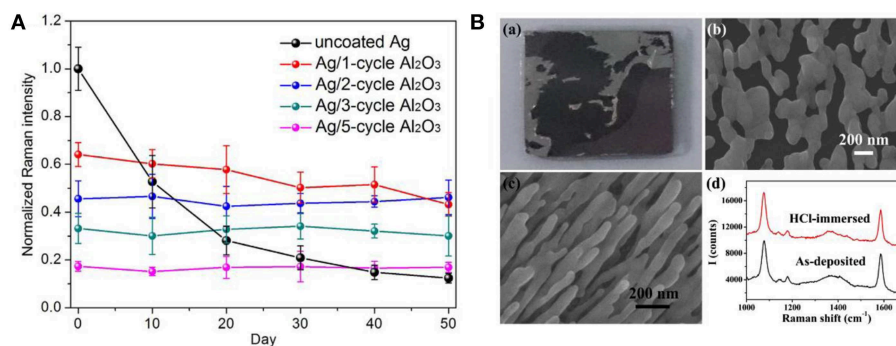 A
Normalized Raman intensity
1.2
1.0
0.8
0.6
0.4
0.2
0.0
0 10 20 30 40 50
Day
uncoated Ag
Ag/1-cycle Al₂O₃
Ag/2-cycle Al₂O₃
Ag/3-cycle Al₂O₃
Ag/5-cycle Al₂O₃
B
(a)
(b)
200 nm
(c)
200 nm
(d)
I (counts)
16000
12000
8000
4000
HCl-immersed
As-deposited
1000 1200 1400 1600
Raman shift (cm⁻¹)